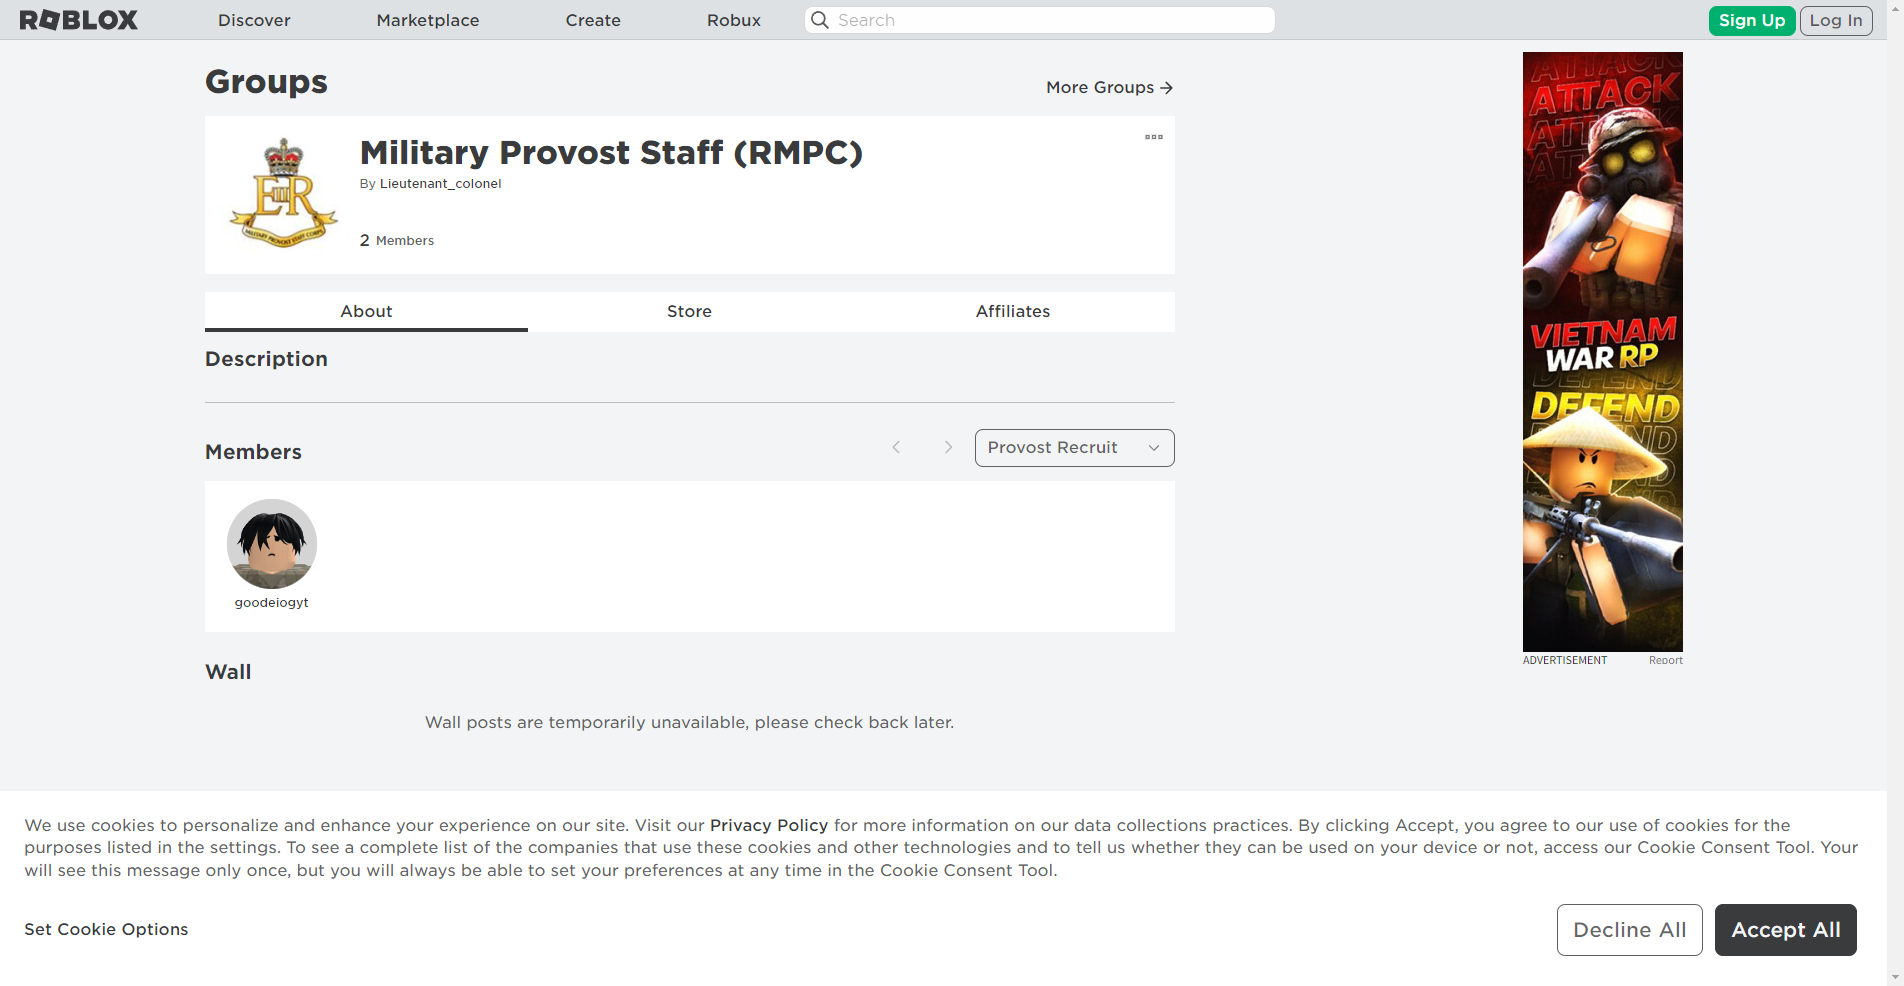 ROBLOX
Discover
Marketplace
Create
Robux
Search
Sign Up
Log In
Groups
More Groups
Military Provost Staff (RMPC)
By Lieutenant_colonel
2 Members
EIIR
MILITARY PROVOST STAFF CORPS
About
Store
Affiliates
Description
Members
Provost Recruit
goodeiogyt
Wall
Wall posts are temporarily unavailable, please check back later.
ATTACK
ATTACK
ATTACK
VIETNAM
WAR RP
DEFEND
DEFEND
DEFEND
ADVERTISEMENT
Report
We use cookies to personalize and enhance your experience on our site. Visit our Privacy Policy for more information on our data collections practices. By clicking Accept, you agree to our use of cookies for the
purposes listed in the settings. To see a complete list of the companies that use these cookies and other technologies and to tell us whether they can be used on your device or not, access our Cookie Consent Tool. Your
will see this message only once, but you will always be able to set your preferences at any time in the Cookie Consent Tool.
Set Cookie Options
Decline All
Accept All